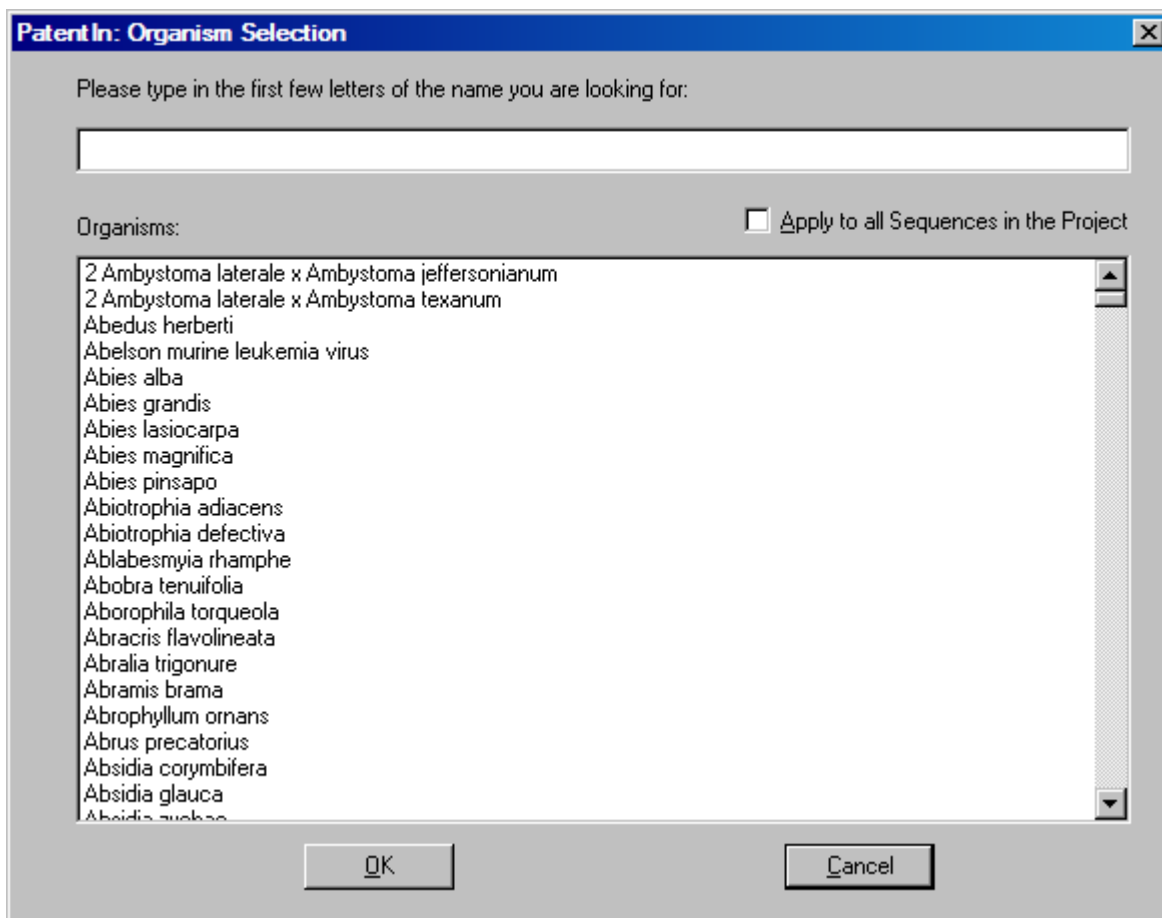 PatentIn: Organism Selection
Please type in the first few letters of the name you are looking for:
Organisms:
Apply to all Sequences in the Project
2 Ambystoma laterale x Ambystoma jeffersonianum
2 Ambystoma laterale x Ambystoma texanum
Abedus herberti
Abelson murine leukemia virus
Abies alba
Abies grandis
Abies lasiocarpa
Abies magnifica
Abies pinsapo
Abiotrophia adiacens
Abiotrophia defectiva
Ablabesmyia rhamphe
Abobra tenuifolia
Aborophila torqueola
Abracris flavolineata
Abralia trigonure
Abramis brama
Abrophyllum ornans
Abrus precatorius
Absidia corymbifera
Absidia glauca
Absidia
OK
Cancel